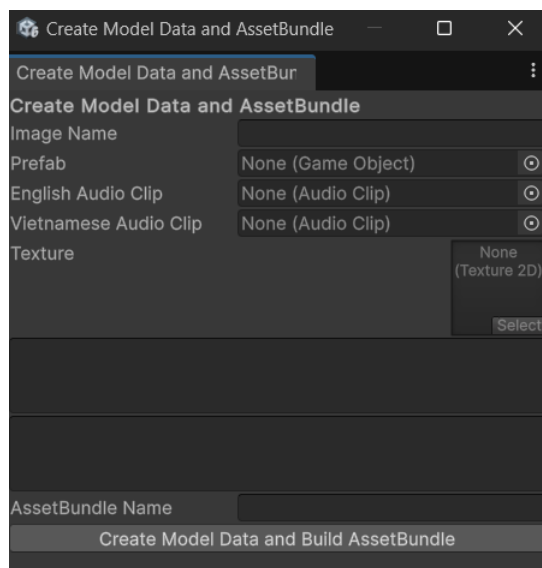 Create Model Data and AssetBundle
Create Model Data and AssetBun
Create Model Data and AssetBundle
Image Name
Prefab None (Game Object)
English Audio Clip None (Audio Clip)
Vietnamese Audio Clip None (Audio Clip)
Texture None
(Texture 2D)
Select
AssetBundle Name
Create Model Data and Build AssetBundle